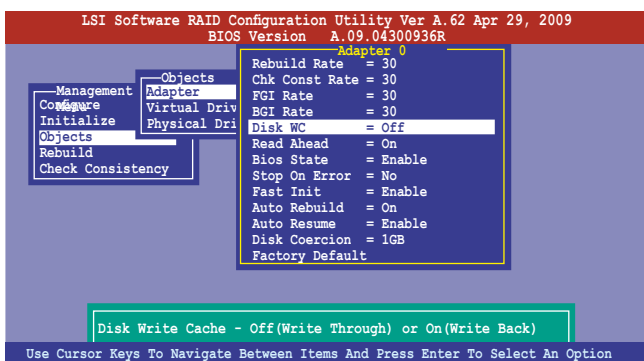 LSI Software RAID Configuration Utility Ver A.62 Apr 29, 2009
BIOS Version A.09.04300936R
Management
Menu
Configure
Initialize
Objects
Rebuild
Check Consistency
Objects
Adapter
Virtual Driv
Physical Dri
Adapter 0
Rebuild Rate = 30
Chk Const Rate = 30
FGI Rate = 30
BGI Rate = 30
Disk WC = Off
Read Ahead = On
Bios State = Enable
Stop On Error = No
Fast Init = Enable
Auto Rebuild = On
Auto Resume = Enable
Disk Coercion = 1GB
Factory Default
Disk Write Cache - Off(Write Through) or On(Write Back)
Use Cursor Keys To Navigate Between Items And Press Enter To Select An Option